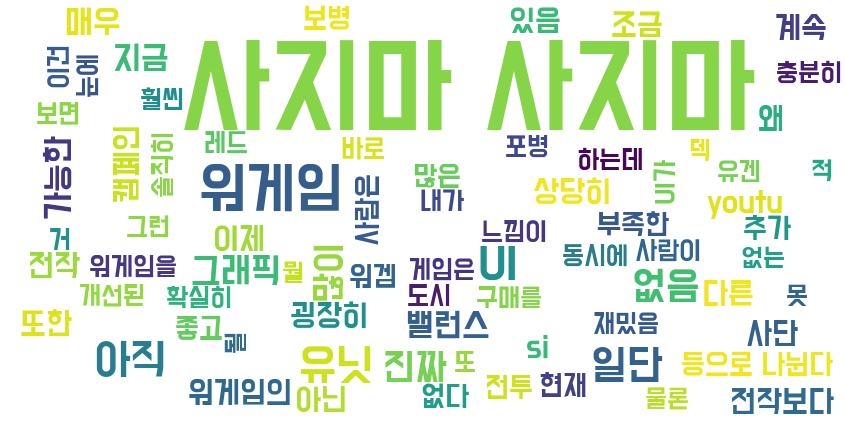 매우 보병 있음 조금 계속
이건 눈에 지금 사지마 사지마 충분히
보면 훨씬 왜
가능한 캠페인 솔직히 레드 바로 포병 하는데 UI가 덱 유겐 적
워게임 사람은 많은 내가 상당히 youtu
거 그런 이제 느낌이 부족한 추가
전작 워게임을 그래픽 뭘 많이 워겜 게임은 UI 동시에 사람이 없는
개선된 확실히 도시 구매를 없음 다른 못
또한 좋고 굉장히 밸런스 재밌음 사단
아직 뭔 유닛 진짜 또 si 일단 등으로 나뉜다
워게임의 아닌 없다 전투 현재 물론 전작보다